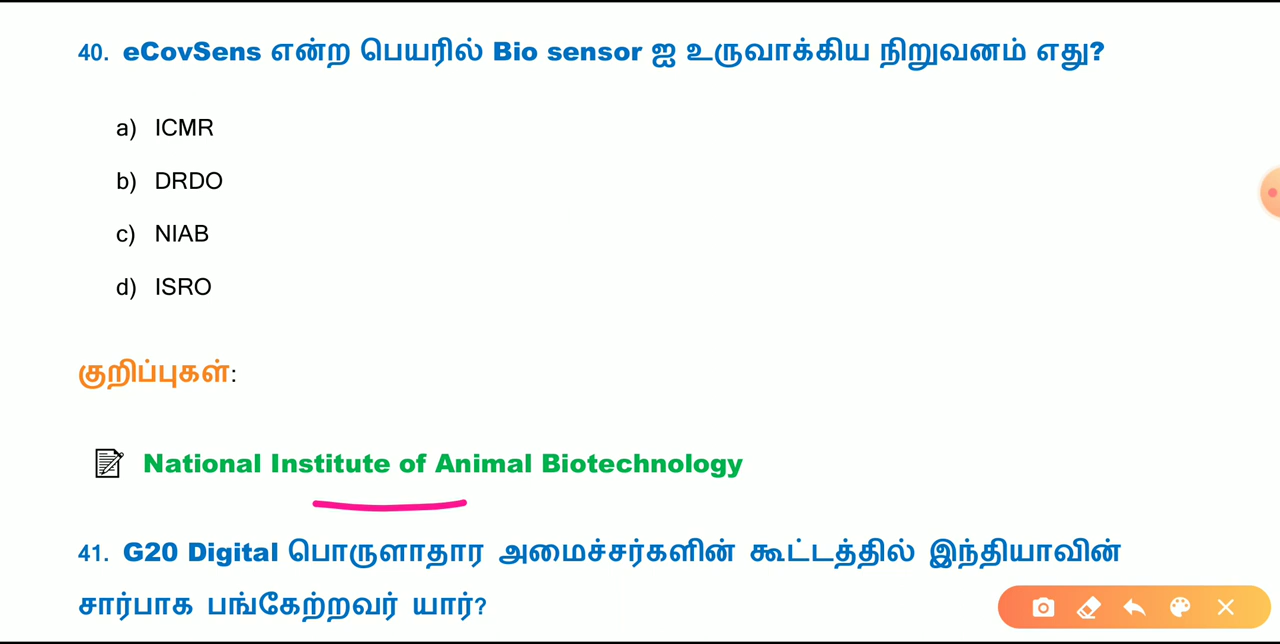 40. eCovSens என்ற பெயரில் Bio sensor ஐ உருவாக்கிய நிறுவனம் எது?
a) ICMR
b) DRDO
c) NIAB
d) ISRO
குறிப்புகள்:
National Institute of Animal Biotechnology
41. G20 Digital பொருளாதார அமைச்சர்களின் கூட்டத்தில் இந்தியாவின்
சார்பாக பங்கேற்றவர் யார்?